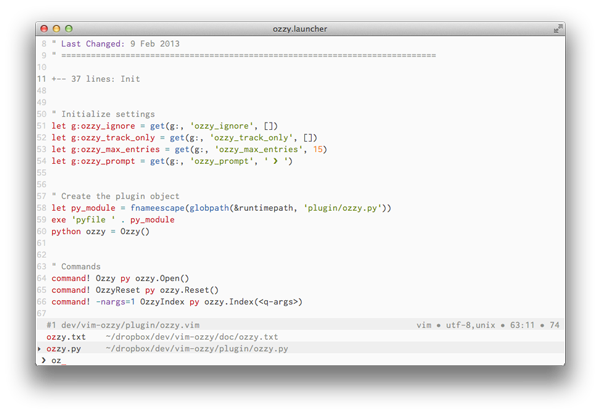 ozzy.launcher
8 " Last Changed: 9 Feb 2013
9 " ============================================================================
10
11 +-- 37 lines: Init
48
49
50 " Initialize settings
51 let g:ozzy_ignore = get(g:, 'ozzy_ignore', [])
52 let g:ozzy_track_only = get(g:, 'ozzy_track_only', [])
53 let g:ozzy_max_entries = get(g:, 'ozzy_max_entries', 15)
54 let g:ozzy_prompt = get(g:, 'ozzy_prompt', ' ❯ ')
55
56
57 " Create the plugin object
58 let py_module = fnameescape(globpath(&runtimepath, 'plugin/ozzy.py'))
59 exe 'pyfile ' . py_module
60 python ozzy = Ozzy()
61
62
63 " Commands
64 command! Ozzy py ozzy.Open()
65 command! OzzyReset py ozzy.Reset()
66 command! -nargs=1 OzzyIndex py ozzy.Index(<q-args>)
67
#1 dev/vim-ozzy/plugin/ozzy.vim vim • utf-8,unix • 63:11 • 74
ozzy.txt ~/dropbox/dev/vim-ozzy/doc/ozzy.txt
▸ ozzy.py ~/dropbox/dev/vim-ozzy/plugin/ozzy.py
❯ oz_